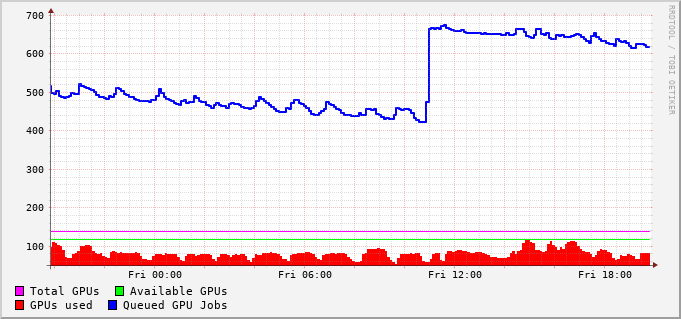 700
600
500
400
300
200
100
Fri 00:00 Fri 06:00 Fri 12:00 Fri 18:00
Total GPUs Available GPUs
GPUs used Queued GPU Jobs
RRDTOOL / TOBI OETIKER